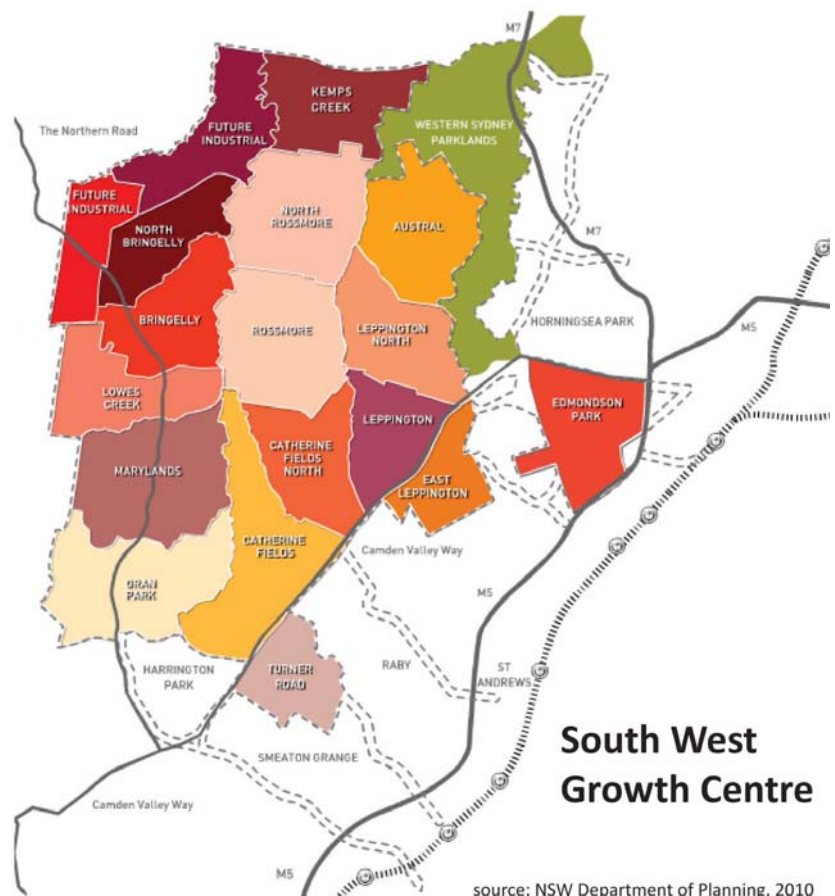 M7
KEMPS
CREEK
The Northern Road
FUTURE
INDUSTRIAL
WESTERN SYDNEY
PARKLANDS
FUTURE
INDUSTRIAL
NORTH
BRINGELLY
NORTH
ROSSMORE
AUSTRAL
M7
BRINGELLY
ROSSMORE
LEPPINGTON
NORTH
HORNINGSEA PARK
M5
LOWES
CREEK
LEPPINGTON
EDMONDSON
PARK
MARYLANDS
CATHERINE
FIELDS
NORTH
EAST
LEPPINGTON
CATHERINE
FIELDS
Camden Valley Way
ORAN
PARK
M5
HARRINGTON
PARK
TURNER
ROAD
RABY
ST
ANDREWS
SMEATON GRANGE
South West
Growth Centre
Camden Valley Way
M5
source: NSW Department of Planning, 2010